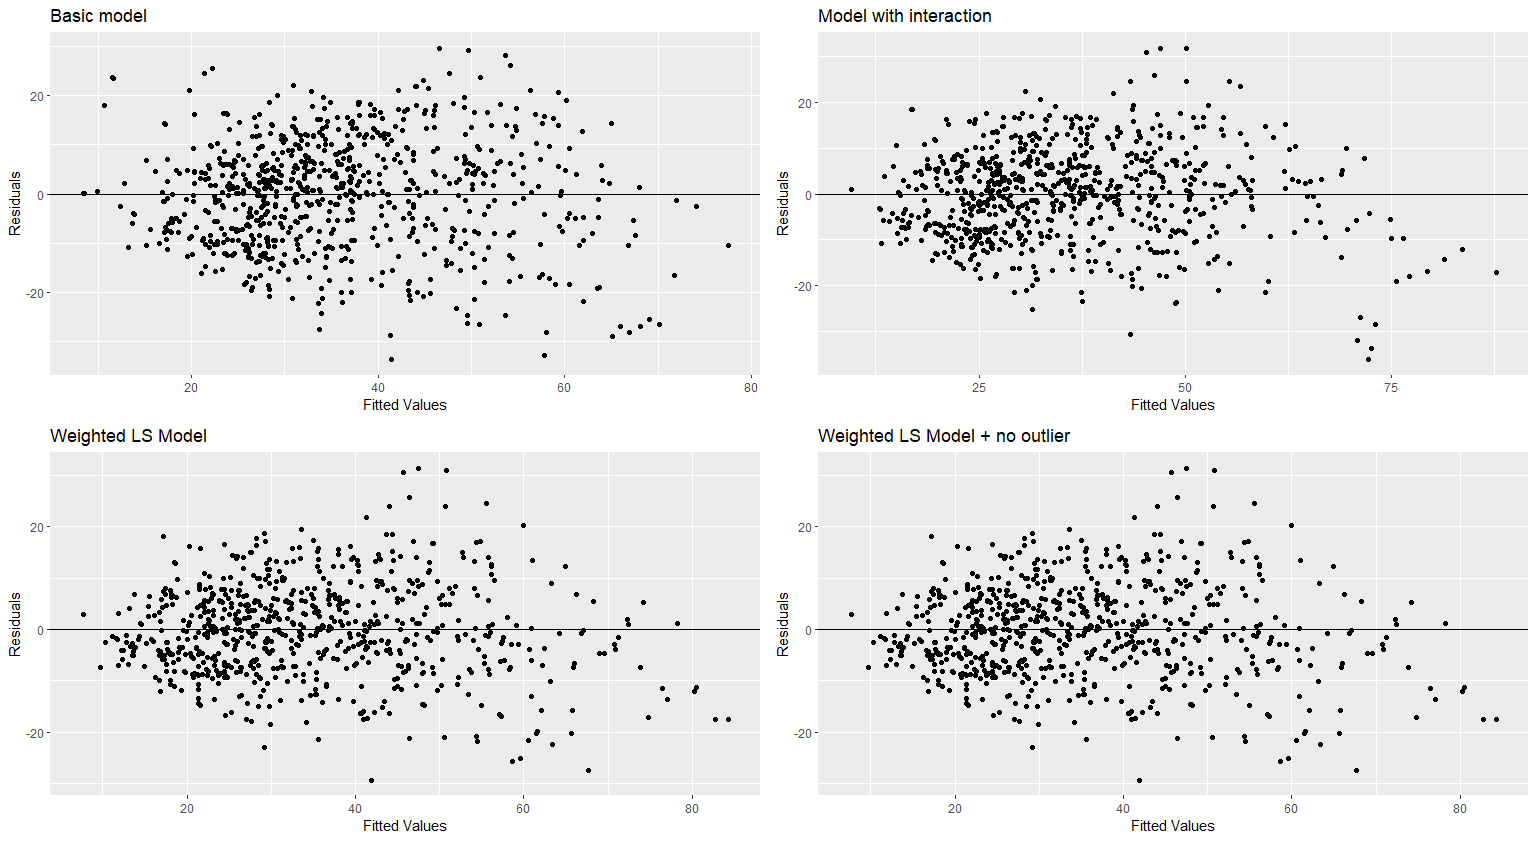 Basic model
Residuals
20
0
-20
20
40
60
80
Fitted Values
Model with interaction
Residuals
20
0
-20
25
50
75
Fitted Values
Weighted LS Model
Residuals
20
0
-20
20
40
60
80
Fitted Values
Weighted LS Model + no outlier
Residuals
20
0
-20
20
40
60
80
Fitted Values